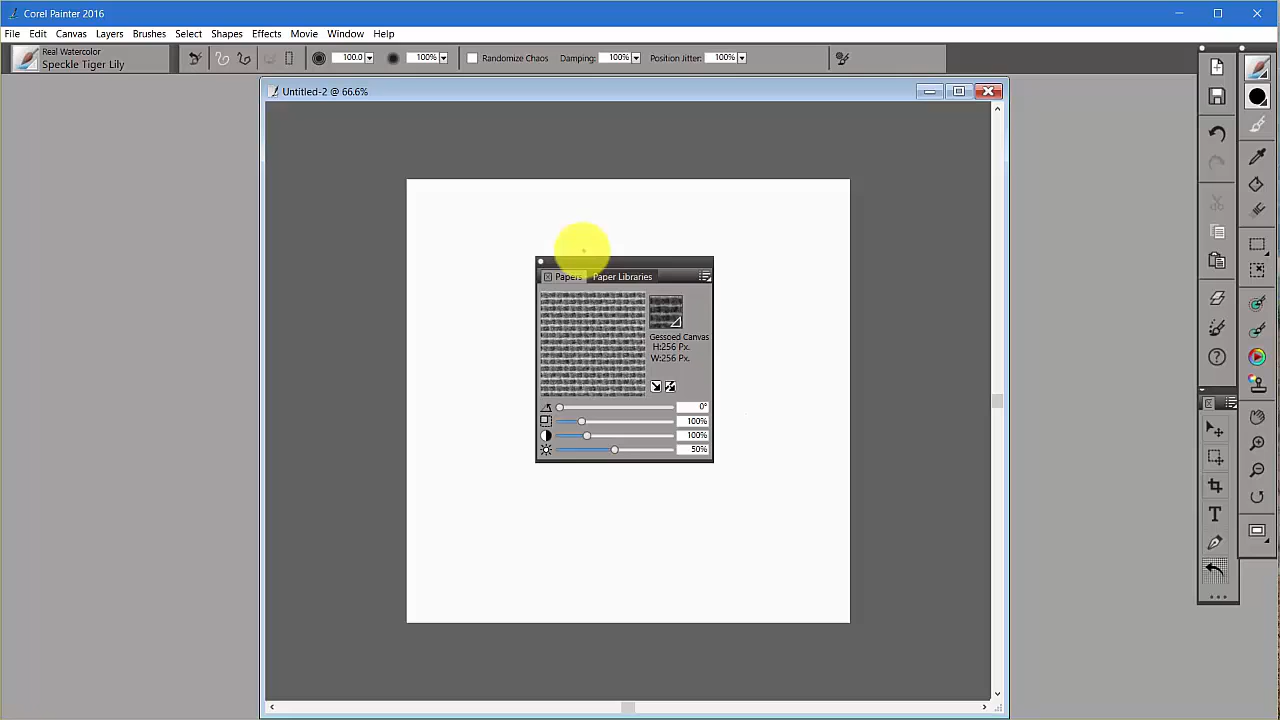 Corel Painter 2016
File Edit Canvas Layers Brushes Select Shapes Effects Movie Window Help
Real Watercolor
Speckle Tiger Lily
100.0 100% Randomize Chaos Damping: 100% Position Jitter: 100%
Untitled-2 @ 66.6%
Papers Paper Libraries
Gessoed Canvas
H:256 Px.
W:256 Px.
0°
100%
100%
50%
T